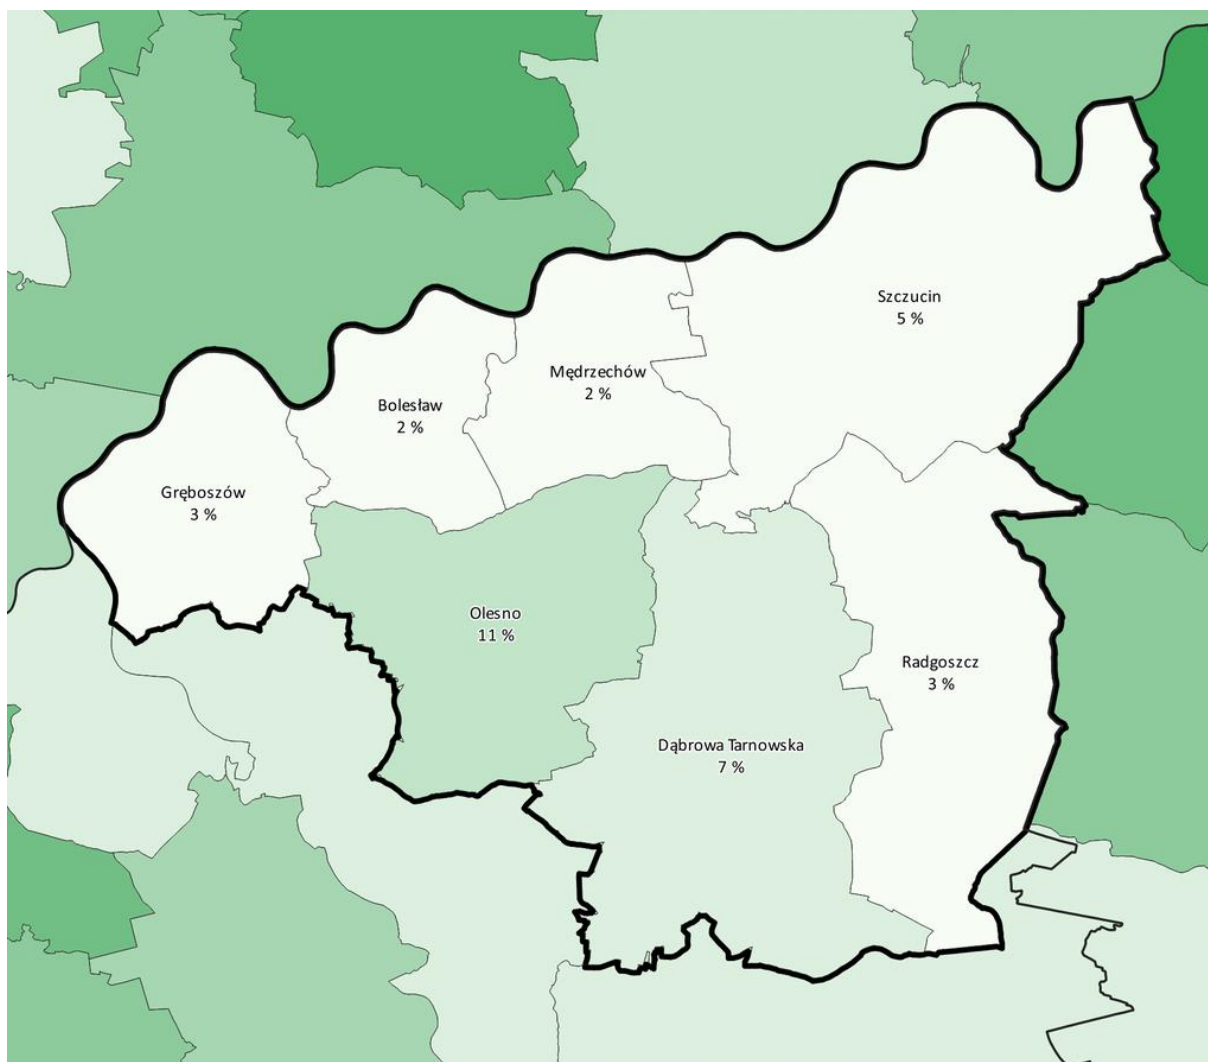 Szczucin
5 %
Mędrzechów
2 %
Bolesław
2 %
Gręboszów
3 %
Olesno
11 %
Radgoszcz
3 %
Dąbrowa Tarnowska
7 %